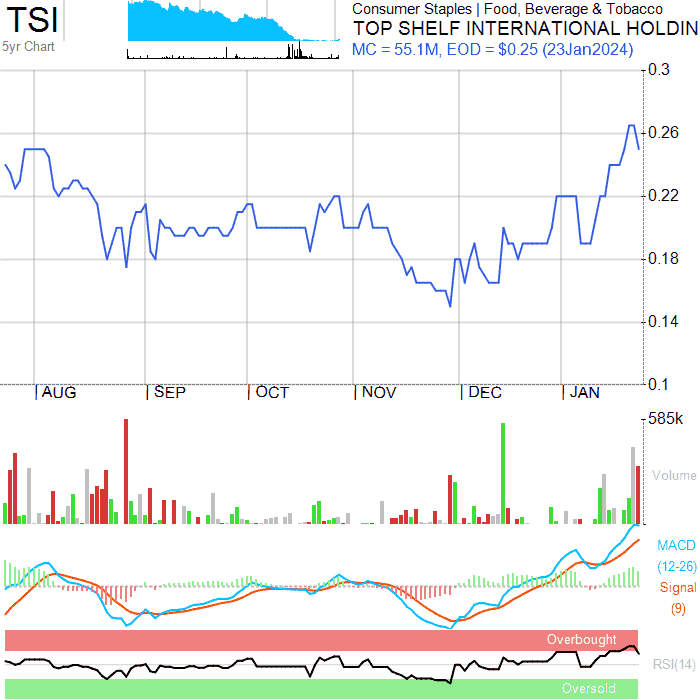 TSI
5yr Chart
Consumer Staples | Food, Beverage & Tobacco
TOP SHELF INTERNATIONAL HOLDIN
MC = 55.1M, EOD = $0.25 (23Jan2024)
0.3
0.26
0.22
0.18
0.14
0.1
AUG SEP OCT NOV DEC JAN
585k
Volume
MACD
(12-26)
Signal
(9)
Overbought
RSI(14)
Oversold